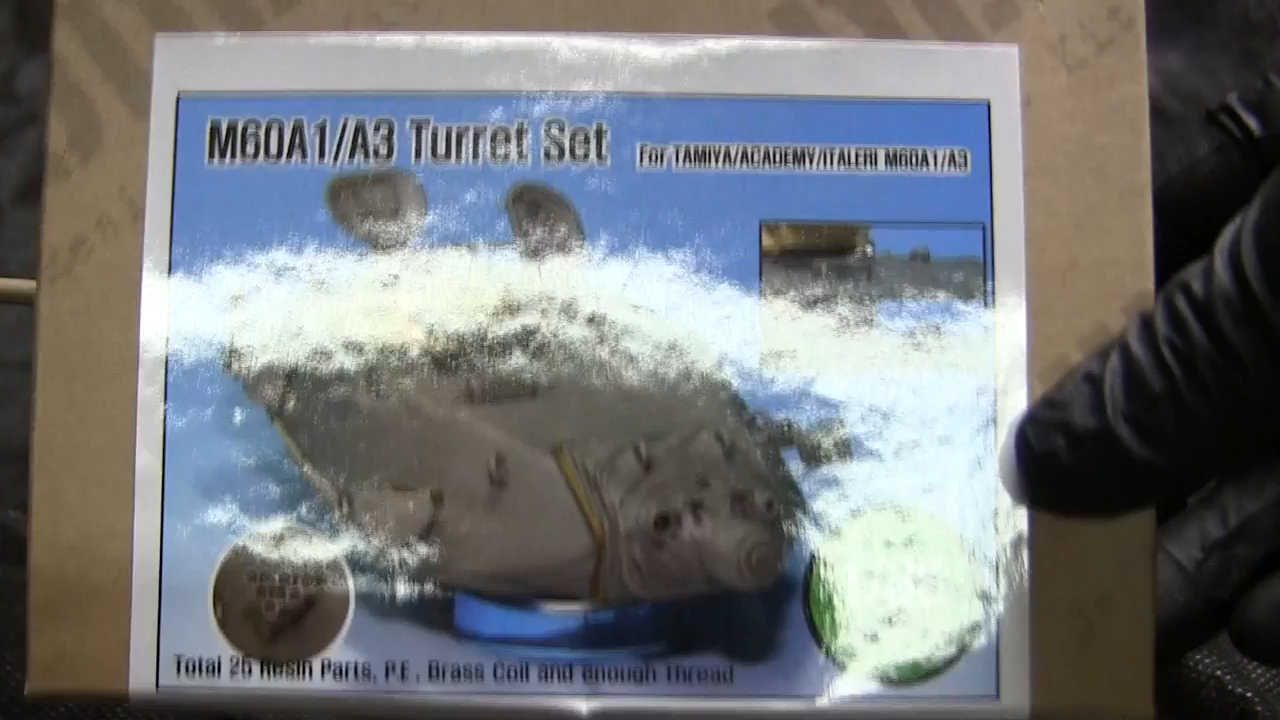 M60A1/A3 Turret Set
For TAMIYA/ACADEMY/ITALERI M60A1/A3
Total 25 Resin Parts, P.E, Brass Coil and enough Thread